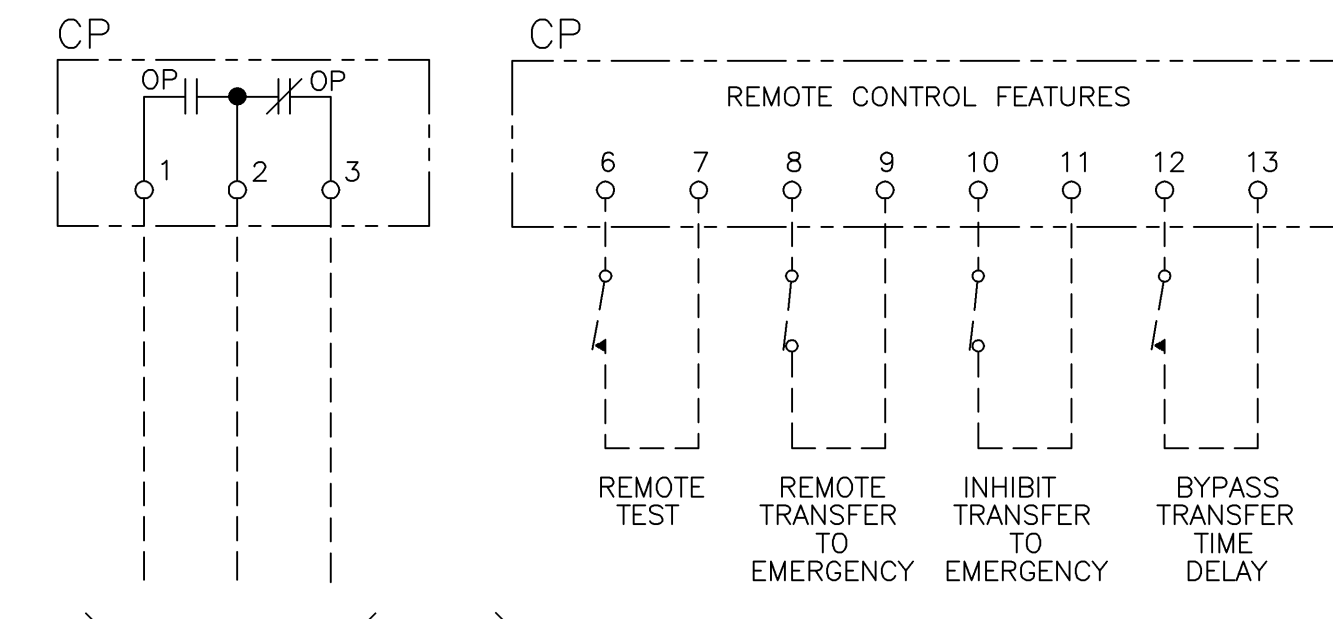 CP
OP OP
1 2 3
CP
REMOTE CONTROL FEATURES
6 7 8 9 10 11 12 13
REMOTE
TEST
REMOTE
TRANSFER
TO
EMERGENCY
INHIBIT
TRANSFER
TO
EMERGENCY
BYPASS
TRANSFER
TIME
DELAY